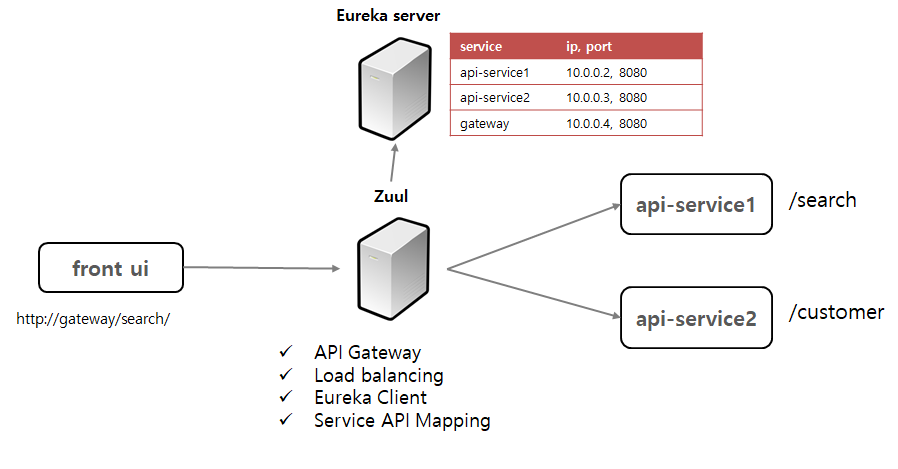 Eureka server
service ip, port
api-service1 10.0.0.2, 8080
api-service2 10.0.0.3, 8080
gateway 10.0.0.4, 8080
Zuul
api-service1 /search
front ui
http://gateway/search/
api-service2 /customer
✓ API Gateway
✓ Load balancing
✓ Eureka Client
✓ Service API Mapping